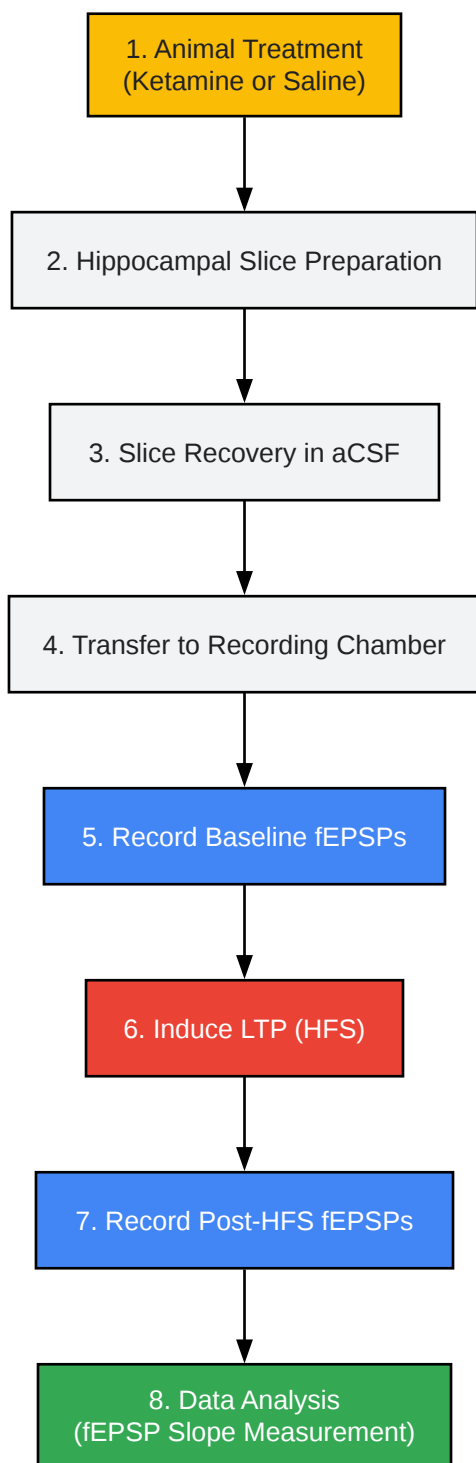 1. Animal Treatment
(Ketamine or Saline)
2. Hippocampal Slice Preparation
3. Slice Recovery in aCSF
4. Transfer to Recording Chamber
5. Record Baseline fEPSPs
6. Induce LTP (HFS)
7. Record Post-HFS fEPSPs
8. Data Analysis
(fEPSP Slope Measurement)